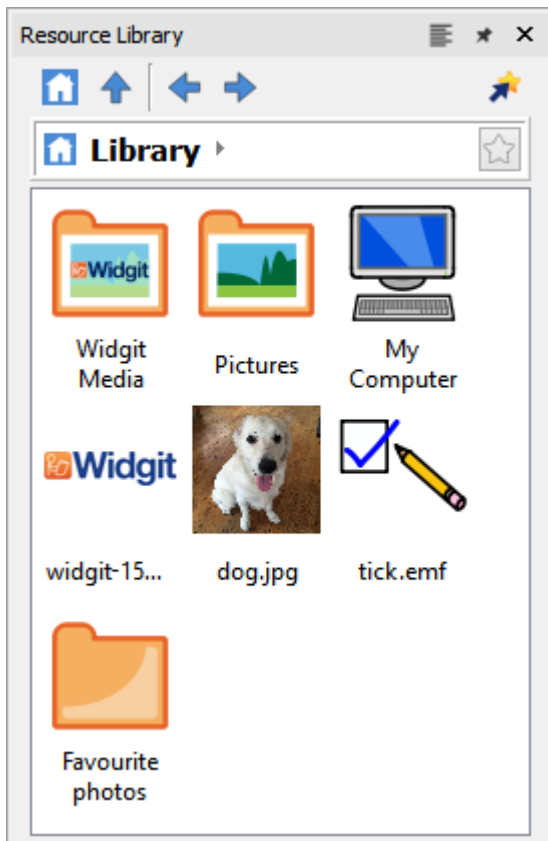 Resource Library
Library
Widgit
Widgit
Media
Pictures
My
Computer
Widgit
widgit-15...
dog.jpg
tick.emf
Favourite
photos